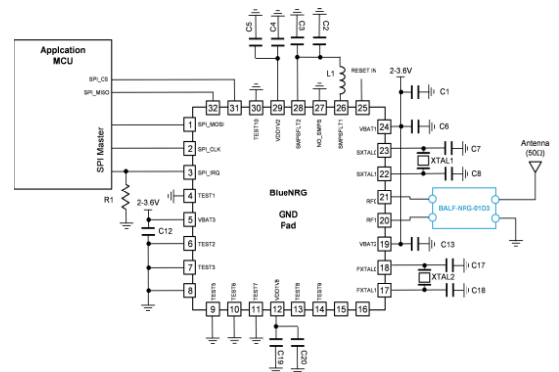 C5
C4
C3
C2
Applcation
MCU
SPI_CS
SPI_MISO
SPI Master
L1
RESET IN
2-3.6V
C1
32
31
30
29
28
27
26
25
TEST10
VDD1V2
SMPSFLT2
NO_SMPS
SMPSFLT1
1
SPI_MOSI
2
SPI_CLK
3
SPI_IRQ
4
TEST1
5
VBAT3
6
TEST2
7
TEST3
8
R1
2-3.6V
C12
BlueNRG
GND
Pad
VBAT1
24
C6
SXTAL0
23
C7
XTAL1
SXTAL1
22
C8
RF0
21
RF1
20
BALF-NRG-01D3
Antenna
(50Ω)
VBAT2
19
C13
FXTAL0
18
C17
XTAL2
FXTAL1
17
C18
TEST5
TEST6
TEST7
VDD1V8
TEST8
TEST9
9
10
11
12
13
14
15
16
C19
C20